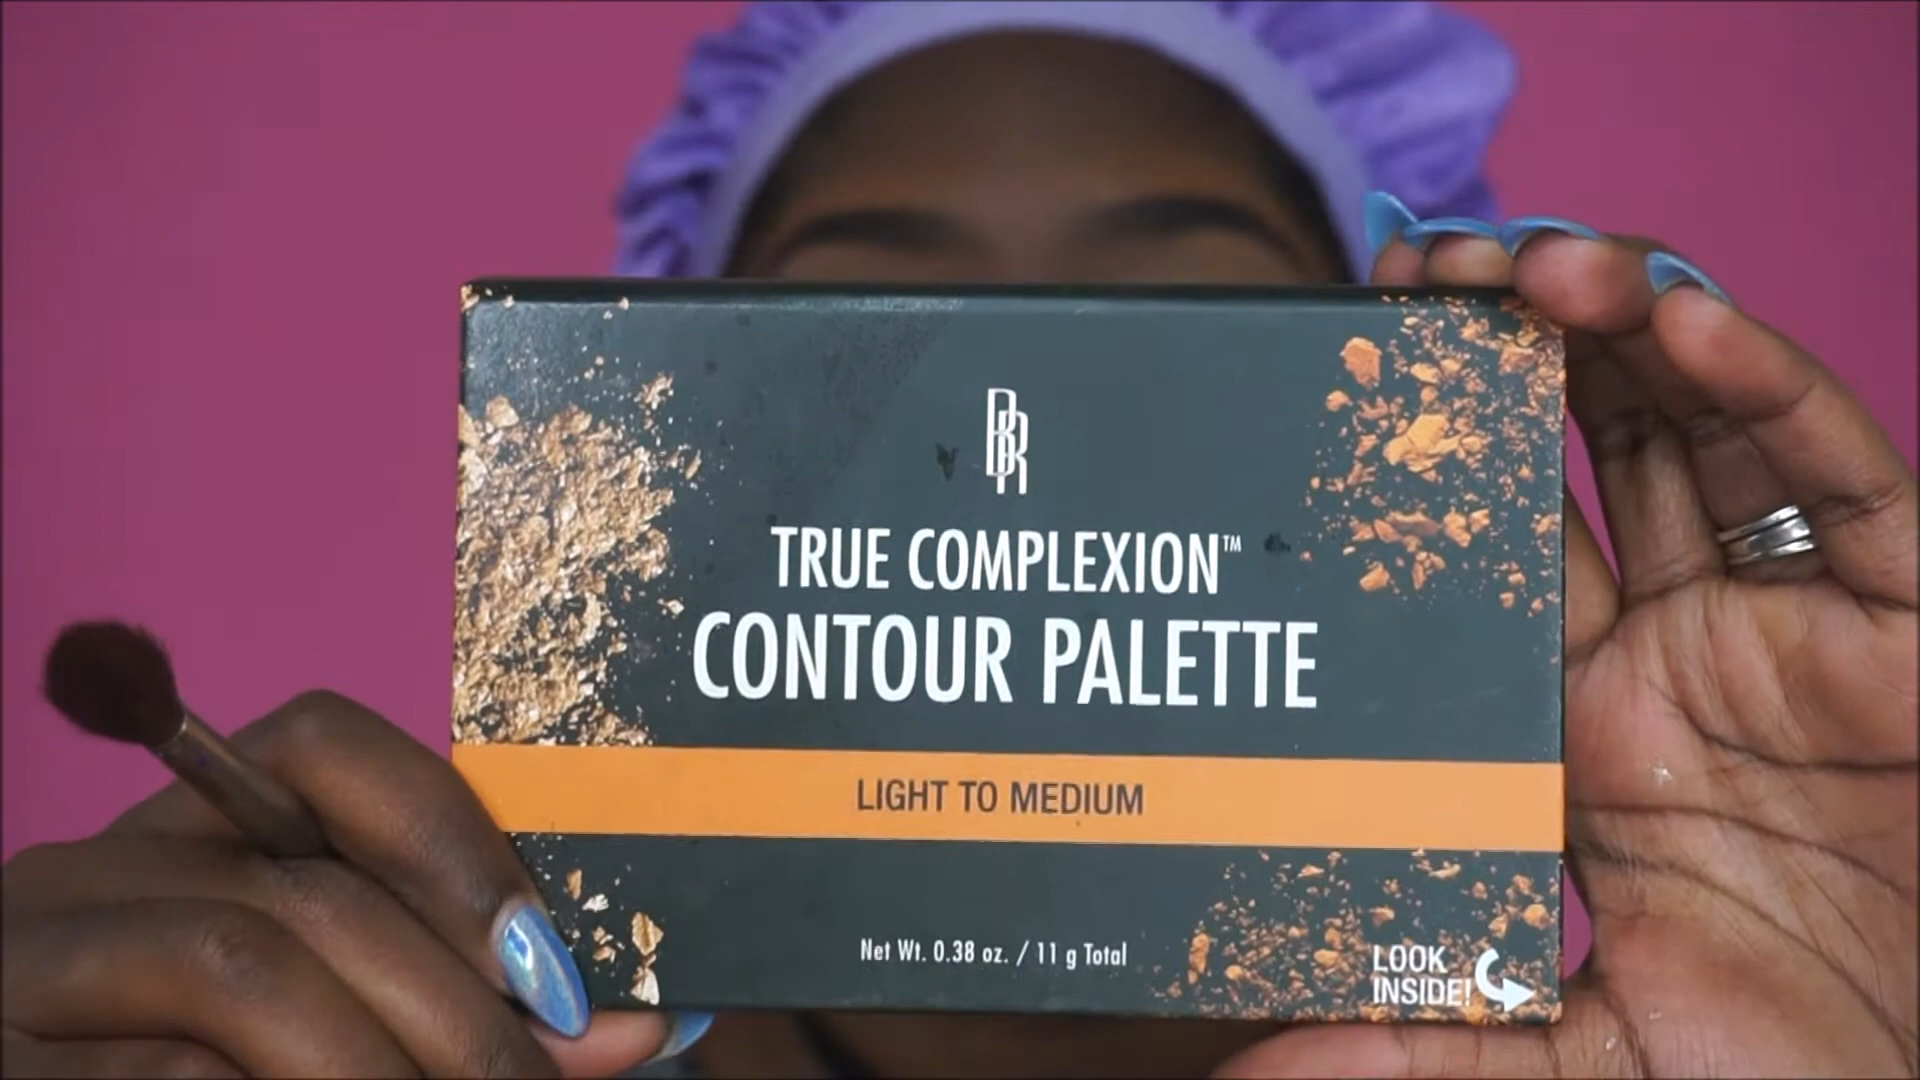 BR
TRUE COMPLEXION™
CONTOUR PALETTE
LIGHT TO MEDIUM
Net Wt. 0.38 oz. / 11 g Total
LOOK
INSIDE!